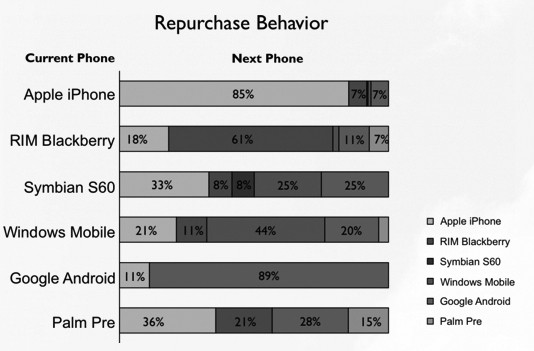 Repurchase Behavior
Current Phone Next Phone
Apple iPhone 85% 7% 7%
RIM Blackberry 18% 61% 11% 7%
Symbian S60 33% 8% 8% 25% 25%
Windows Mobile 21% 11% 44% 20%
Google Android 11% 89%
Palm Pre 36% 21% 28% 15%
Apple iPhone
RIM Blackberry
Symbian S60
Windows Mobile
Google Android
Palm Pre